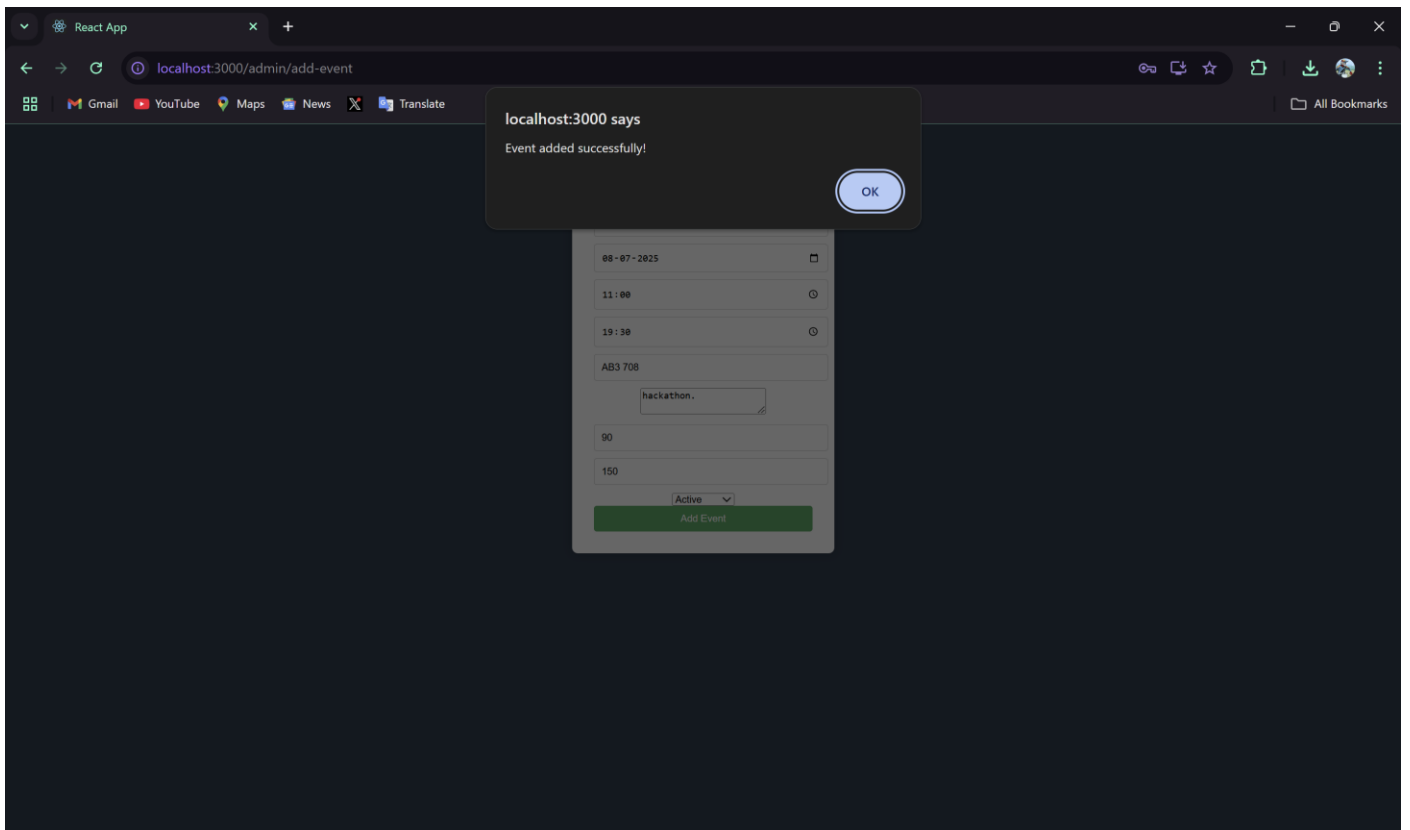 React App
localhost:3000/admin/add-event
Gmail YouTube Maps News Translate All Bookmarks
localhost:3000 says
Event added successfully!
OK
08-07-2025
11:00
19:30
AB3 708
hackathon.
90
150
Active
Add Event